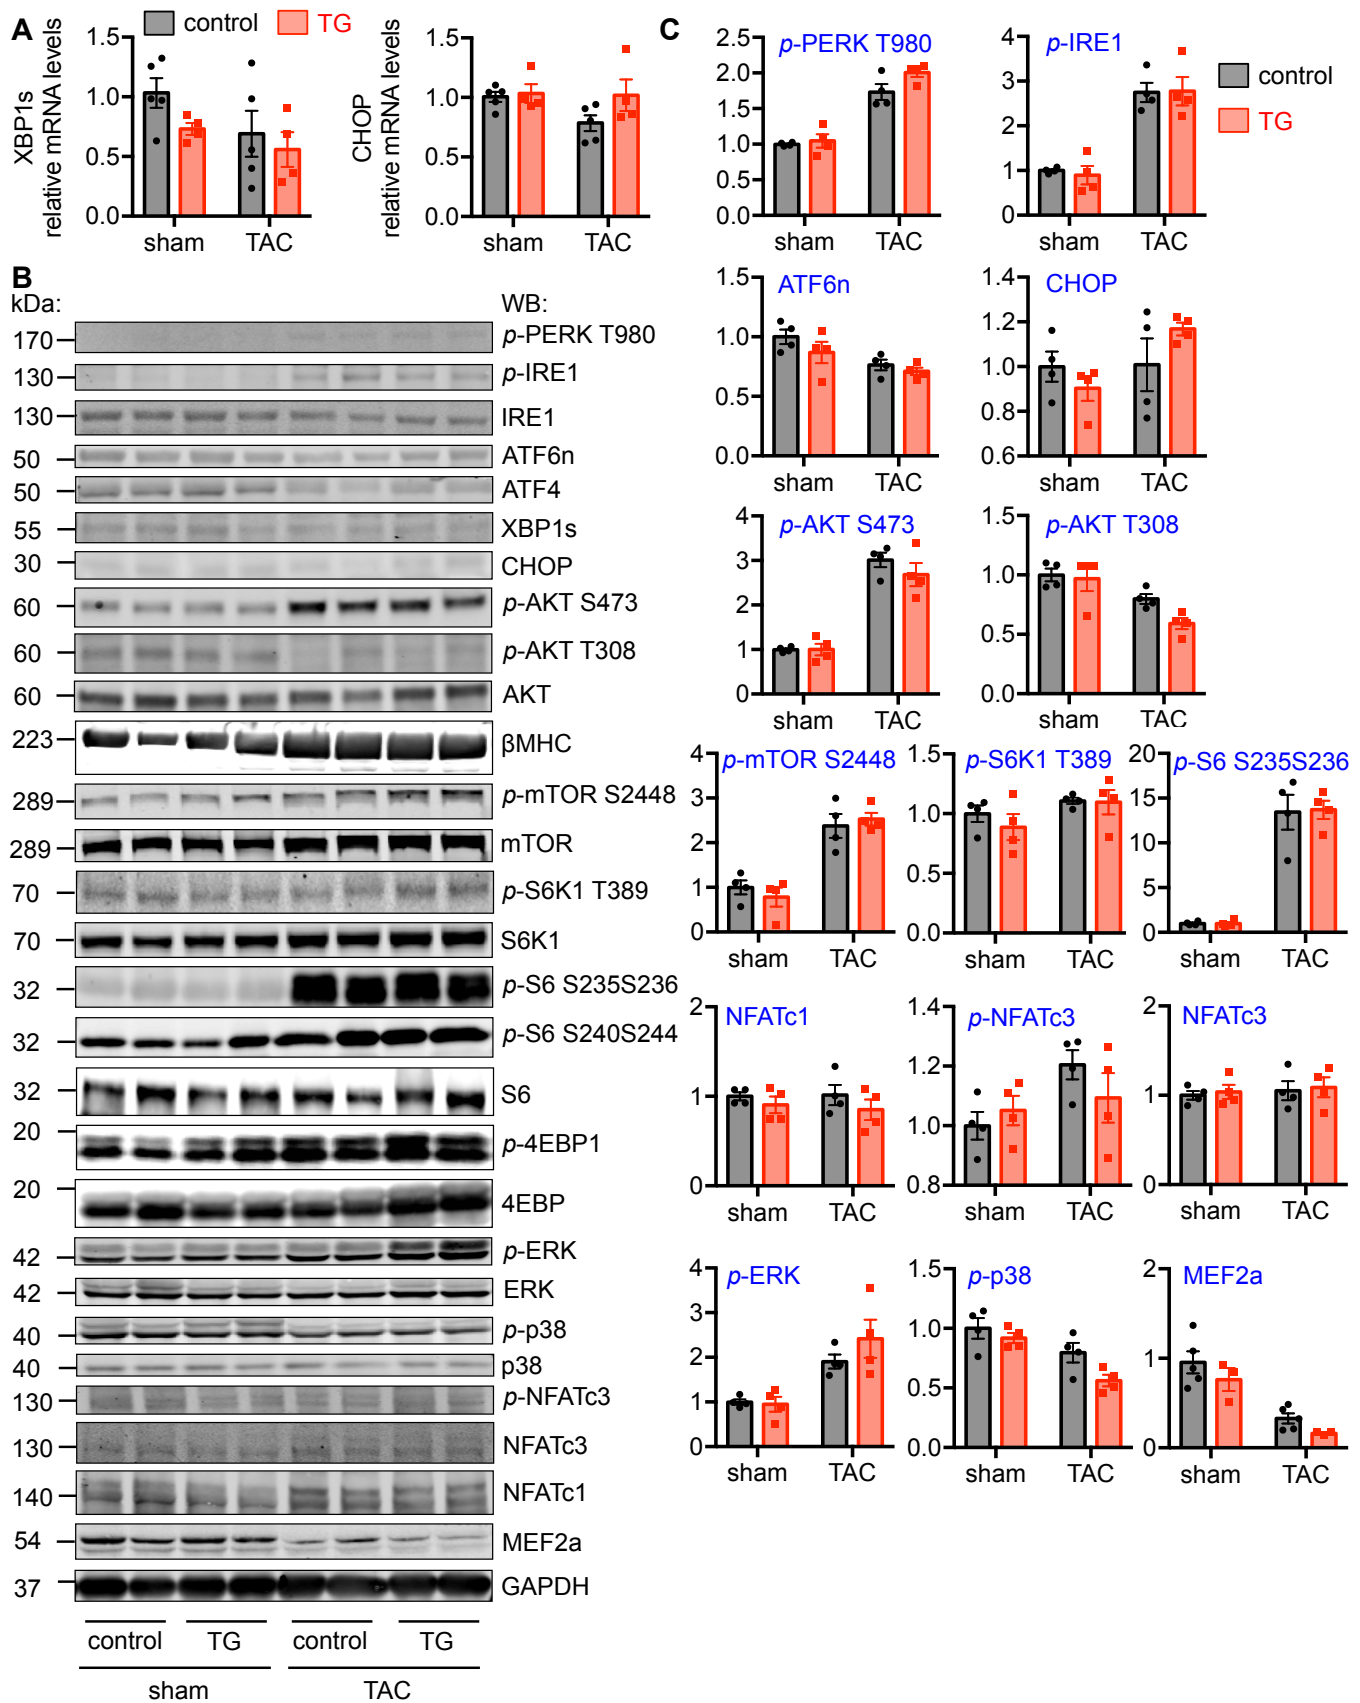 A
control
TG
XBP1s
relative mRNA levels
1.5
1.0
0.5
0.0
sham
TAC
CHOP
relative mRNA levels
1.5
1.0
0.5
0.0
sham
TAC
B
kDa:
WB:
170
p-PERK T980
130
p-IRE1
130
IRE1
50
ATF6n
50
ATF4
55
XBP1s
30
CHOP
60
p-AKT S473
60
p-AKT T308
60
AKT
223
βMHC
289
p-mTOR S2448
289
mTOR
70
p-S6K1 T389
70
S6K1
32
p-S6 S235S236
32
p-S6 S240S244
32
S6
20
p-4EBP1
20
4EBP
42
p-ERK
42
ERK
40
p-p38
40
p38
130
p-NFATc3
130
NFATc3
140
NFATc1
54
MEF2a
37
GAPDH
control
TG
control
TG
sham
TAC
C
control
TG
p-PERK T980
2.5
2.0
1.5
1.0
0.5
0.0
sham
TAC
p-IRE1
4
3
2
1
0
sham
TAC
ATF6n
1.5
1.0
0.5
0.0
sham
TAC
CHOP
1.4
1.2
1.0
0.8
0.6
sham
TAC
p-AKT S473
4
3
2
1
0
sham
TAC
p-AKT T308
1.5
1.0
0.5
0.0
sham
TAC
p-mTOR S2448
4
3
2
1
0
sham
TAC
p-S6K1 T389
1.5
1.0
0.5
0.0
sham
TAC
p-S6 S235S236
20
15
10
5
0
sham
TAC
NFATc1
2
1
0
sham
TAC
p-NFATc3
1.4
1.2
1.0
0.8
sham
TAC
NFATc3
2
1
0
sham
TAC
p-ERK
4
3
2
1
0
sham
TAC
p-p38
1.5
1.0
0.5
0.0
sham
TAC
MEF2a
2
1
0
sham
TAC